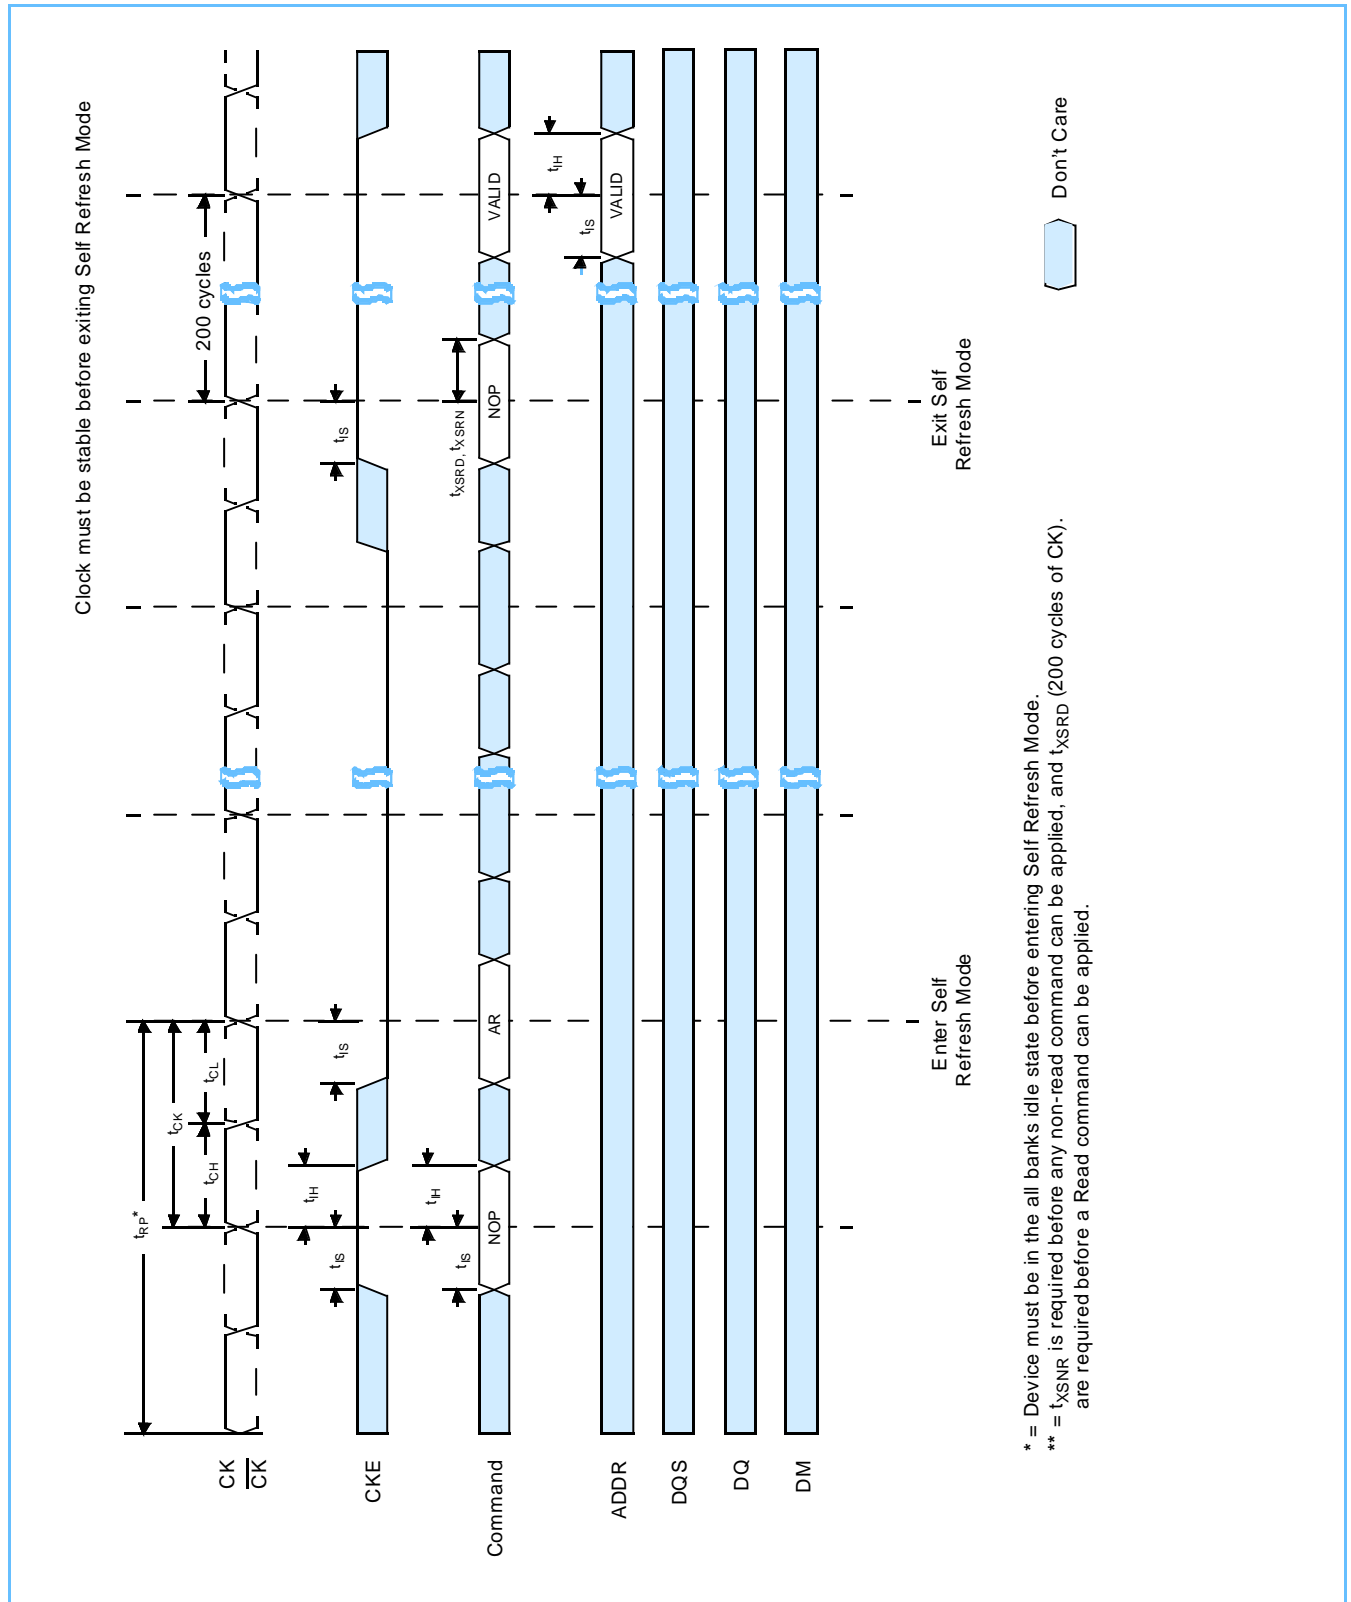 Clock must be stable before exiting Self Refresh Mode
tRP*
tCK
tCH
tCL
200 cycles
CK
CK
tIS
tIH
tIS
tIS
CKE
tIS
tIH
tXSRD, tXSRN
Command
NOP
AR
NOP
VALID
tIS
tIH
ADDR
VALID
DQS
DQ
DM
Enter Self
Refresh Mode
Exit Self
Refresh Mode
* = Device must be in the all banks idle state before entering Self Refresh Mode.
** = tXSNR is required before any non-read command can be applied, and tXSRD (200 cycles of CK).
are required before a Read command can be applied.
Don't Care